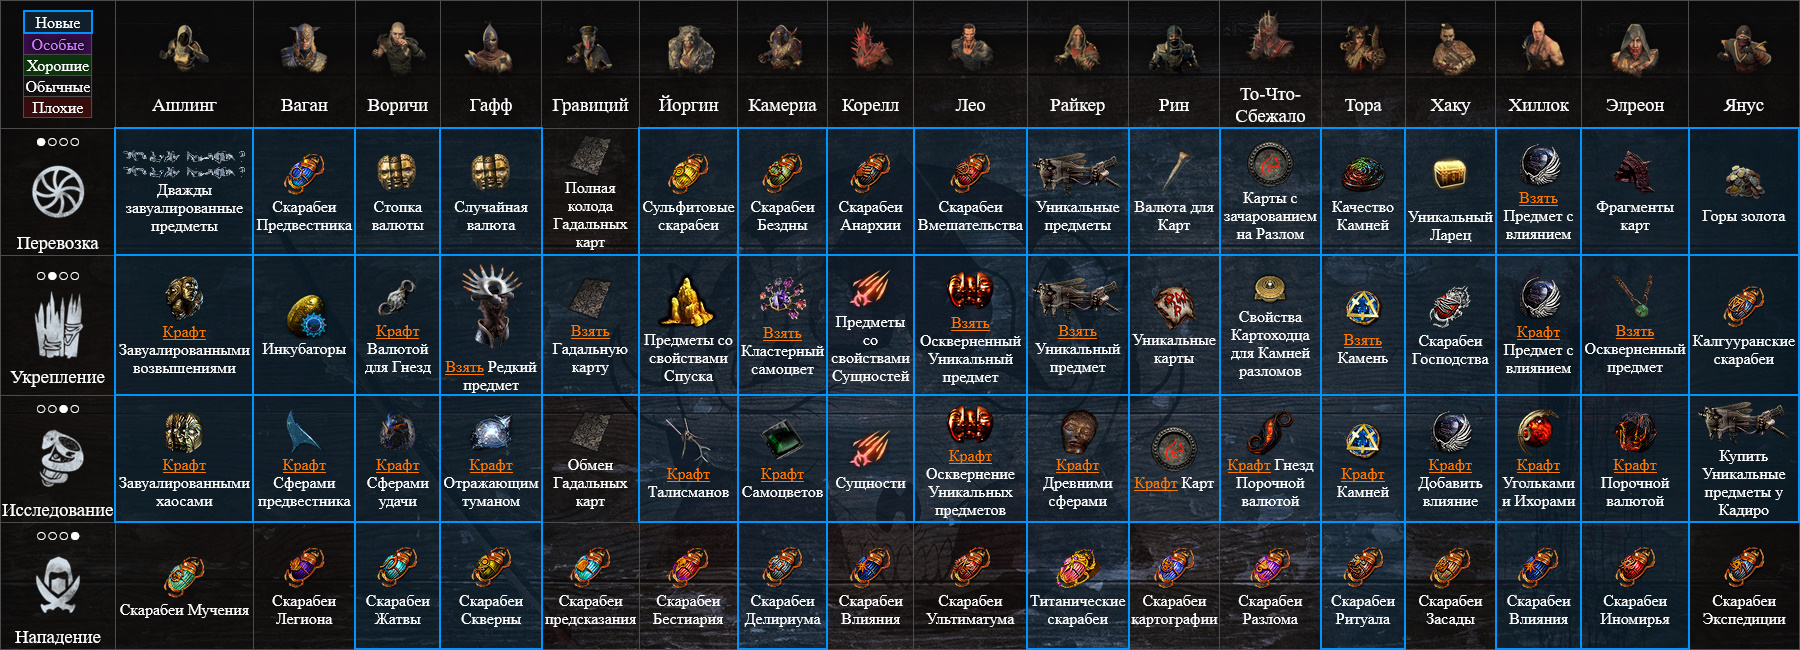 Новые
Особые
Хорошие
Обычные
Плохие
Ашлинг
Ваган
Воричи
Гафф
Гравиций
Йоргин
Камериа
Корелл
Лео
Райкер
Рин
То-Что-
Сбежало
Тора
Хаку
Хиллок
Элреон
Янус
Перевозка
Дважды
завуалированные
предметы
Скарабеи
Предвестника
Стопка
валюты
Случайная
валюта
Полная
колода
Гадальных
карт
Сульфитовые
скарабеи
Скарабеи
Бездны
Скарабеи
Анархии
Скарабеи
Вмешательства
Уникальные
предметы
Валюта для
Карт
Карты с
зачарованием
на Разлом
Качество
Камней
Уникальный
Ларец
Взять
Предмет с
влиянием
Фрагменты
карт
Горы золота
Укрепление
Крафт
Завуалированными
возвышениями
Инкубаторы
Крафт
Валютой
для Гнезд
Взять Редкий
предмет
Взять
Гадальную
карту
Предметы со
свойствами
Спуска
Взять
Кластерный
самоцвет
Предметы
со
свойствами
Сущностей
Взять
Оскверненный
Уникальный
предмет
Взять
Уникальный
предмет
Уникальные
карты
Свойства
Картоходца
для Камней
разломов
Взять
Камень
Скарабеи
Господства
Крафт
Предмет с
влиянием
Взять
Оскверненный
предмет
Калгууранские
скарабеи
Исследование
Крафт
Завуалированными
хаосами
Крафт
Сферами
предвестника
Крафт
Сферами
удачи
Крафт
Отражающим
туманом
Обмен
Гадальных
карт
Крафт
Талисманов
Крафт
Самоцветов
Сущности
Крафт
Осквернение
Уникальных
предметов
Крафт
Древними
сферами
Крафт Карт
Крафт Гнезд
Порочной
валютой
Крафт
Камней
Крафт
Добавить
влияние
Крафт
Угольками
и Ихорами
Крафт
Порочной
валютой
Купить
Уникальные
предметы у
Кадиро
Нападение
Скарабеи Мучения
Скарабеи
Легиона
Скарабеи
Жатвы
Скарабеи
Скверны
Скарабеи
предсказания
Скарабеи
Бестиария
Скарабеи
Делириума
Скарабеи
Влияния
Скарабеи
Ультиматума
Титанические
скарабеи
Скарабеи
картографии
Скарабеи
Разлома
Скарабеи
Ритуала
Скарабеи
Засады
Скарабеи
Влияния
Скарабеи
Иномирья
Скарабеи
Экспедиции